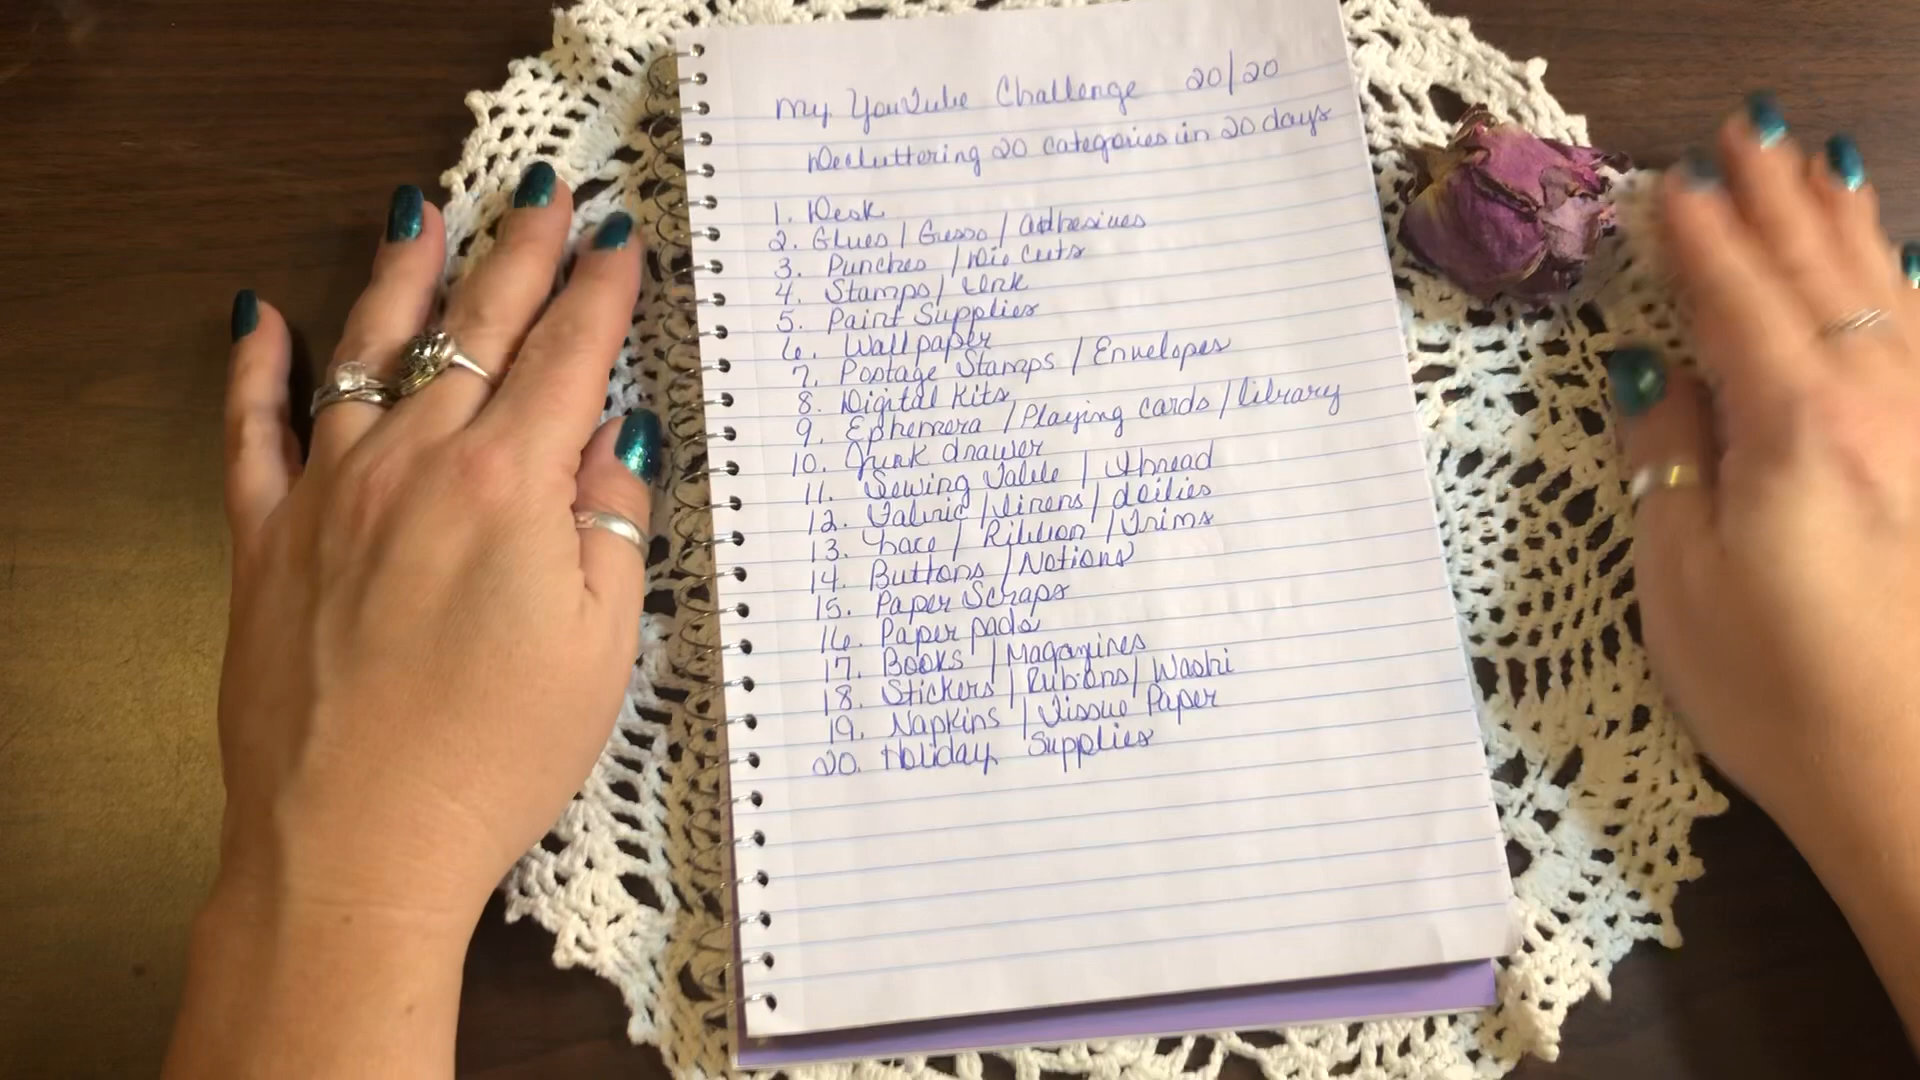 My YouTube Challenge 20/20
Decluttering 20 categories in 20 days
1. Desk
2. Glues / Gesso / Adhesives
3. Punches / Die Cuts
4. Stamps / Ink
5. Paint Supplies
6. Wallpaper
7. Postage Stamps / Envelopes
8. Digital Kits
9. Ephemera / Playing Cards / library
10. Junk drawer
11. Sewing Table / Thread
12. Fabric / Linens / doilies
13. Lace / Ribbon / Trims
14. Buttons / Notions
15. Paper Scraps
16. Paper pads
17. Books / Magazines
18. Stickers / Rub-ons / Washi
19. Napkins / Tissue Paper
20. Holiday Supplies